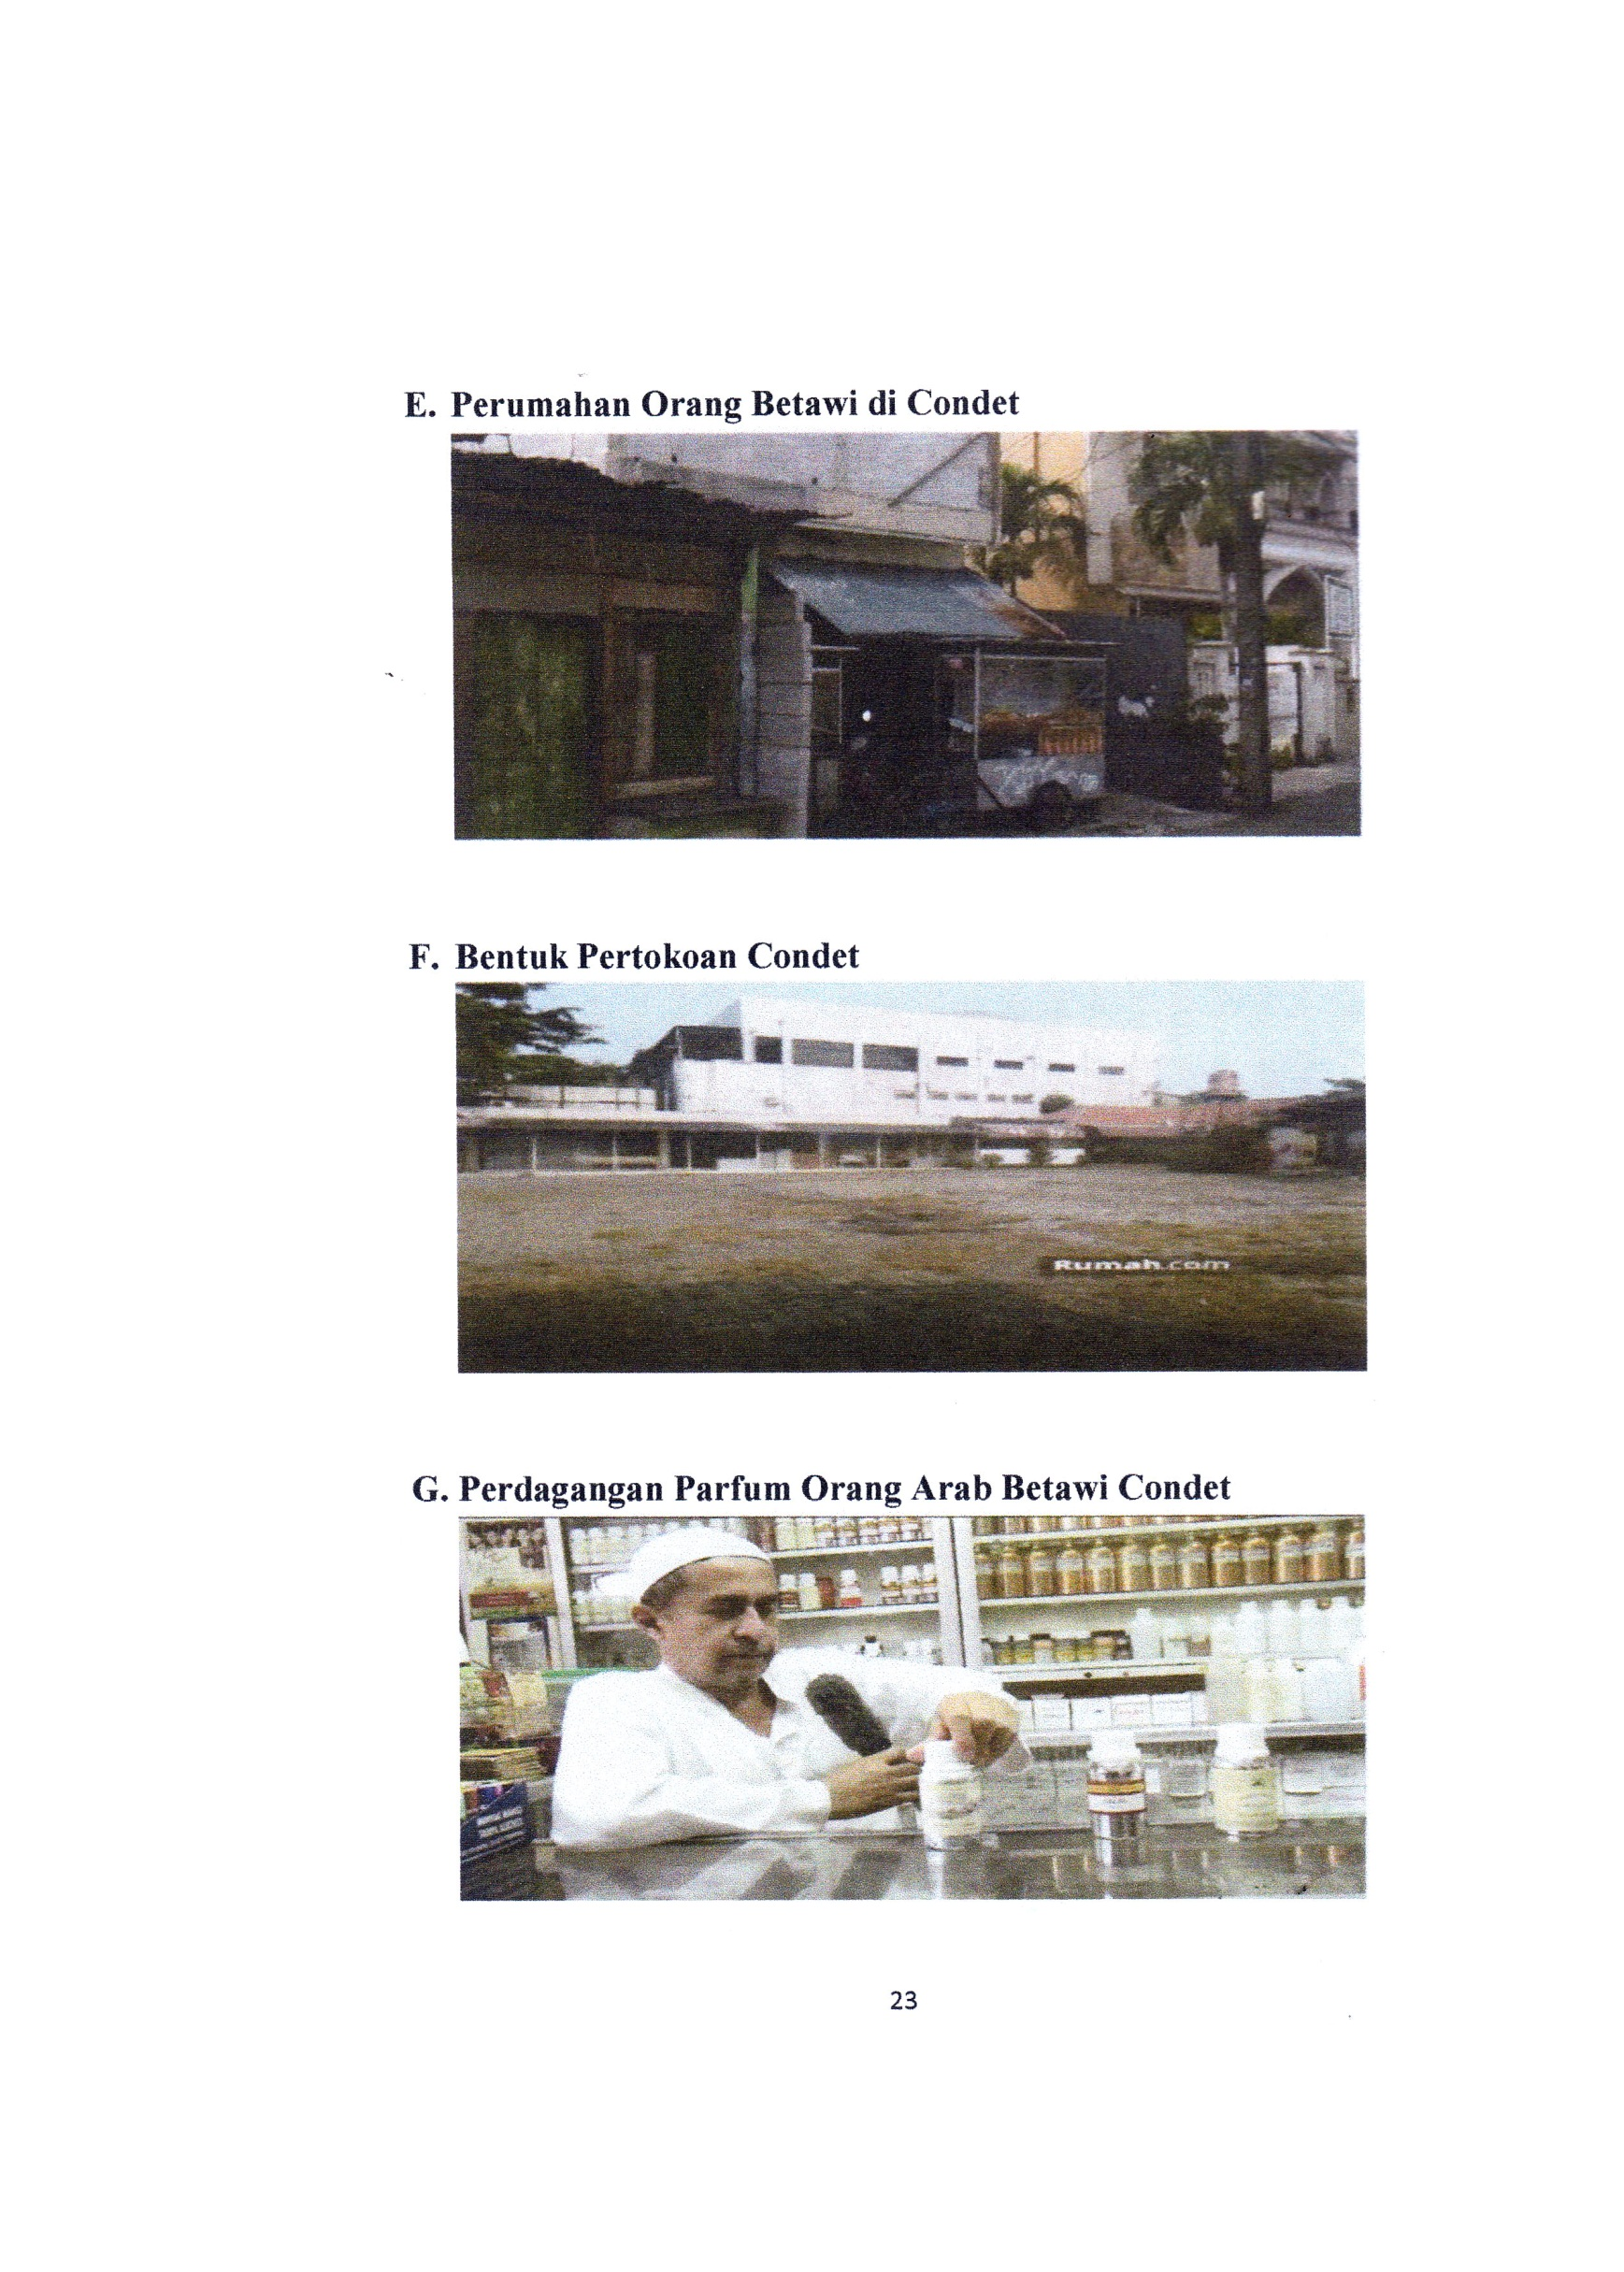 E. Perumahan Orang Betawi di Condet
F. Bentuk Pertokoan Condet
Rumah.com
G. Perdagangan Parfum Orang Arab Betawi Condet
23